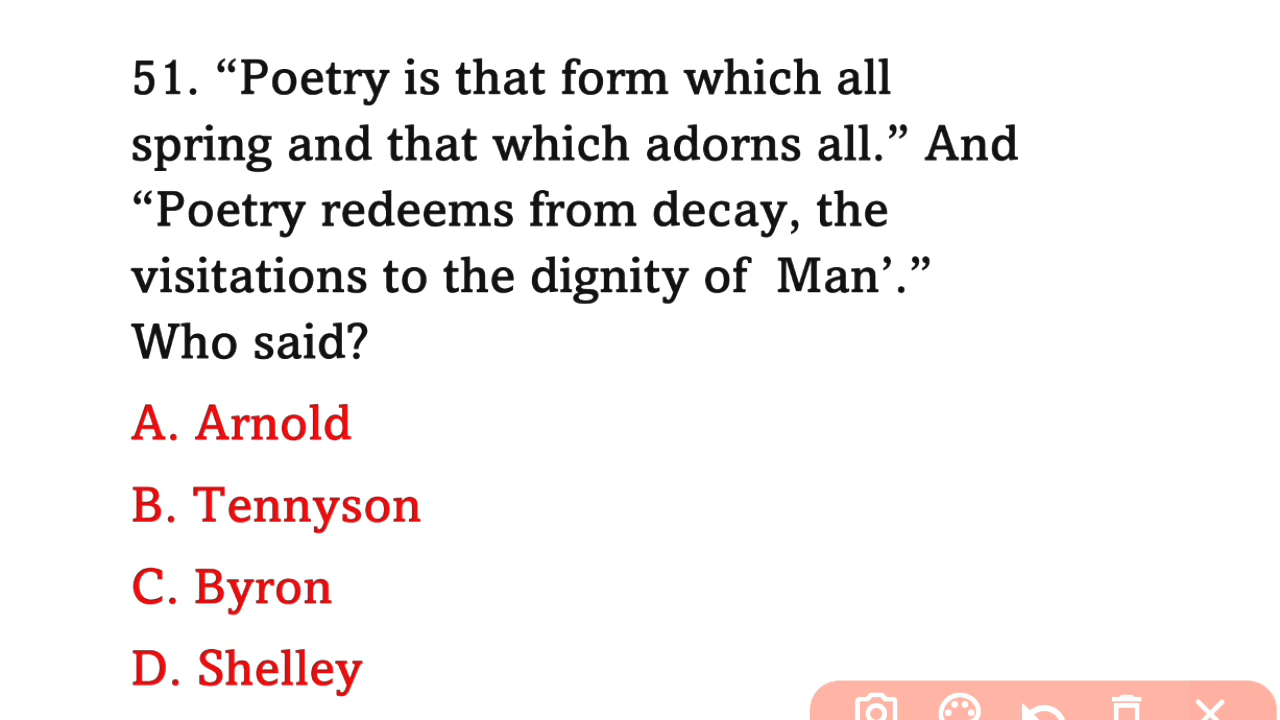 51. “Poetry is that form which all
spring and that which adorns all.” And
“Poetry redeems from decay, the
visitations to the dignity of Man’.”
Who said?
A. Arnold
B. Tennyson
C. Byron
D. Shelley